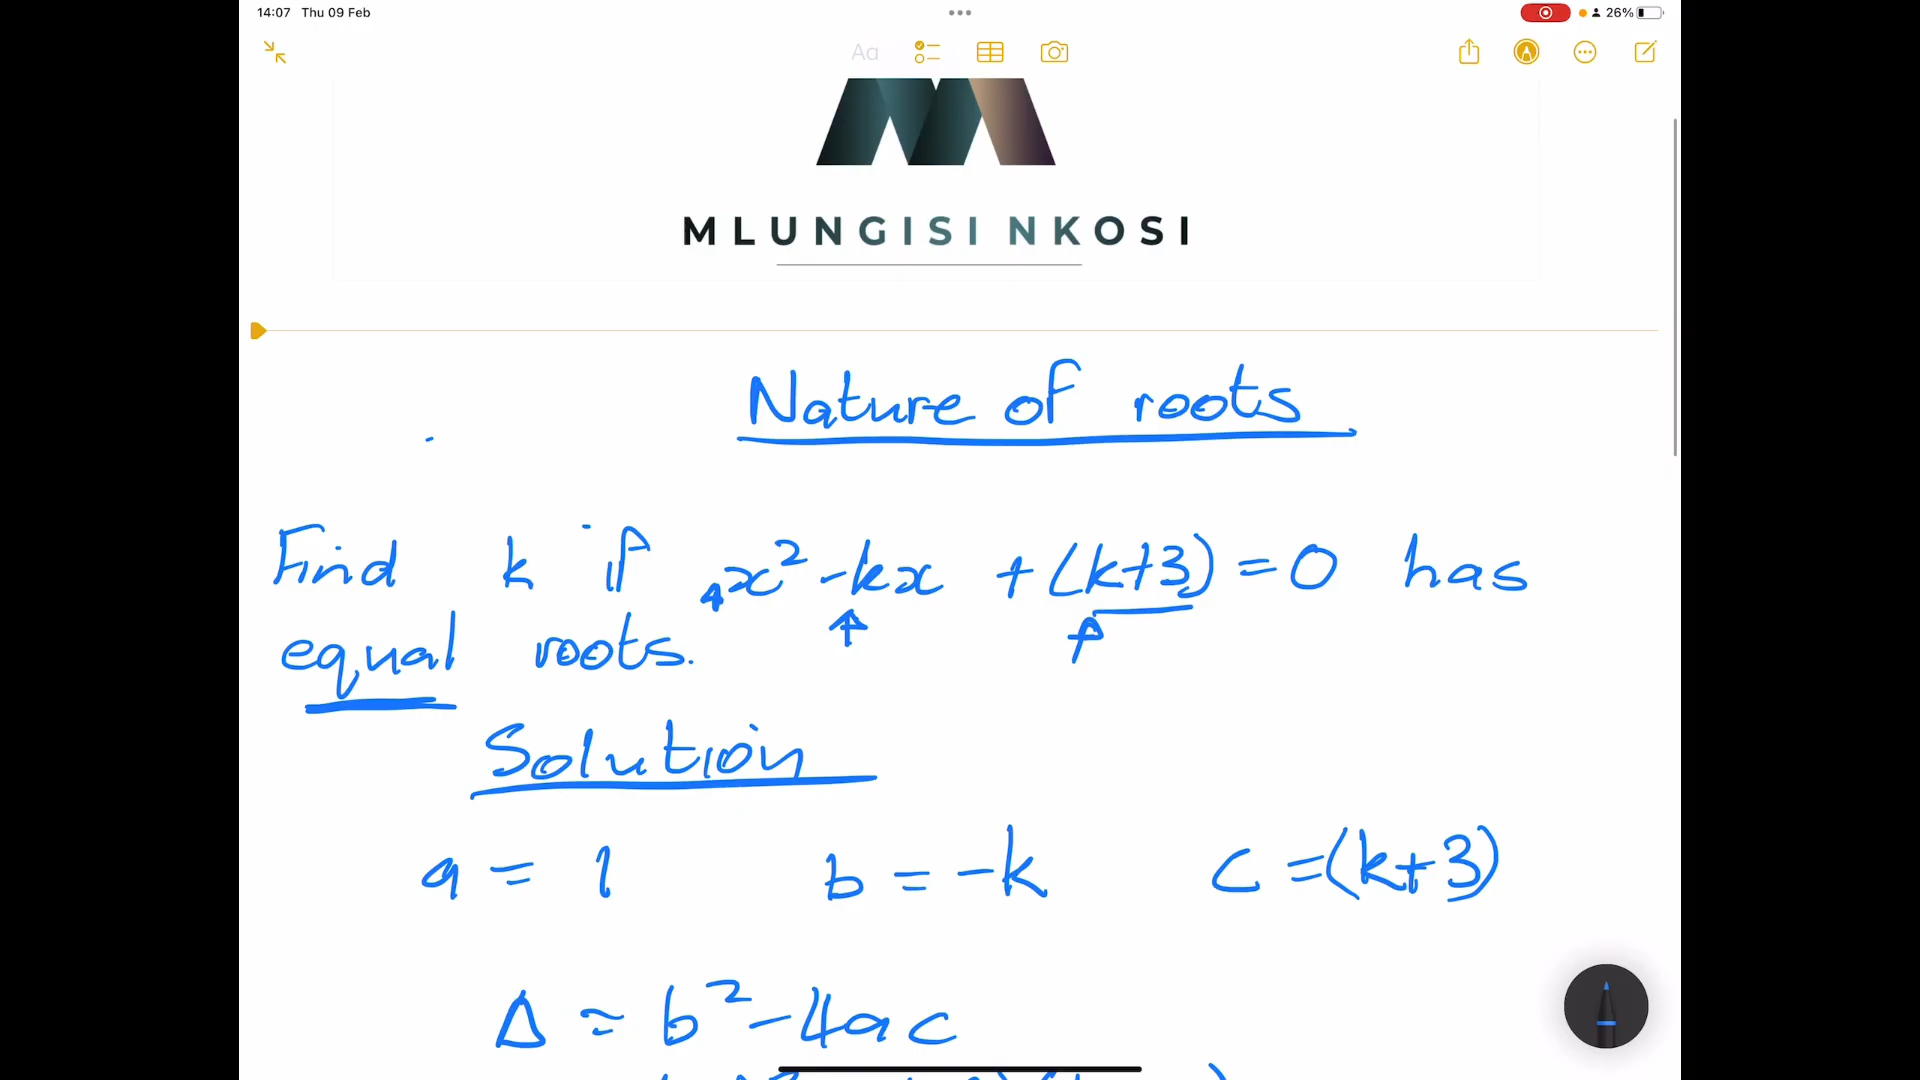 14:07 Thu 09 Feb
26%
Aa
MLUNGISI NKOSI
Nature of roots
Find k if x² - kx + (k+3) = 0 has
equal roots.
Solution
a = 1 b = -k c = (k+3)
Δ = b² - 4ac